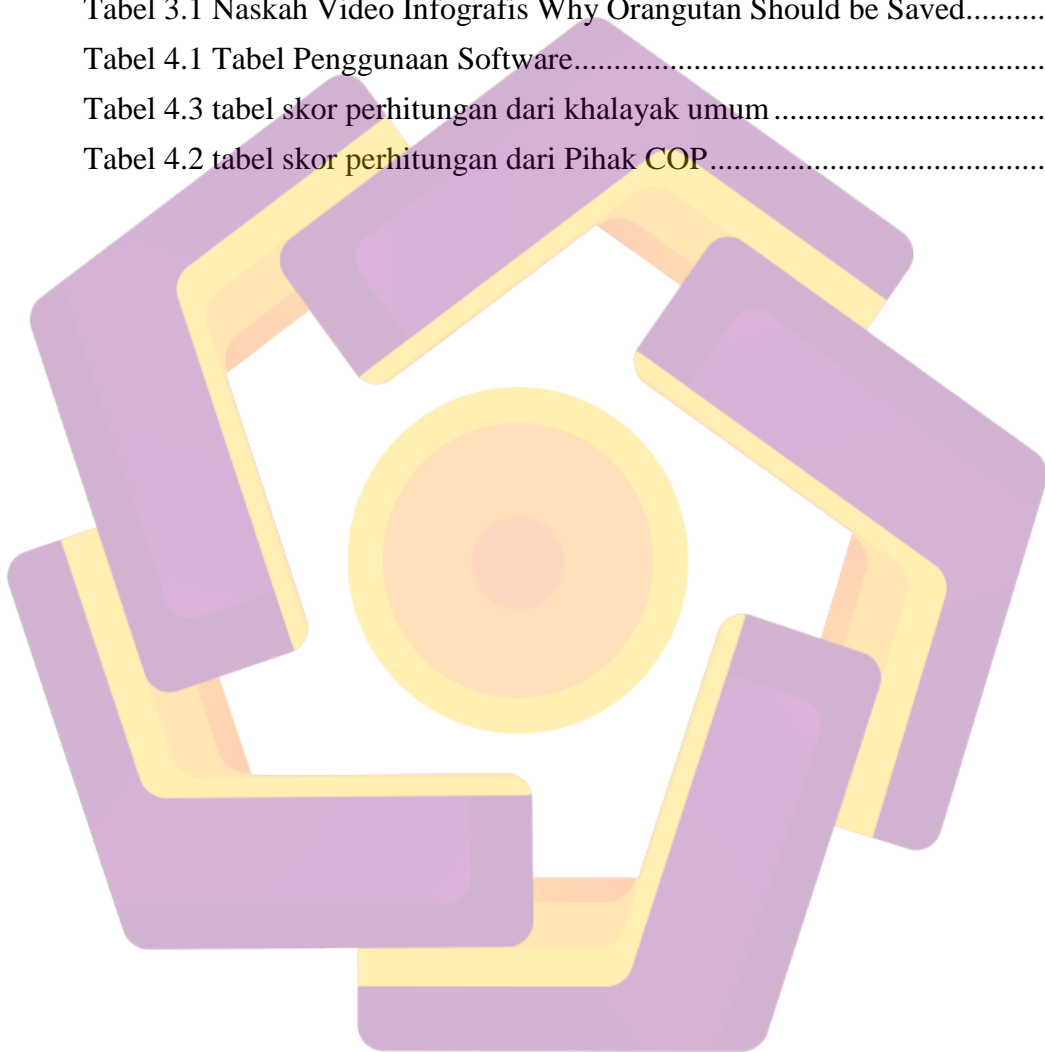 Tabel 3.1 Naskah Video Infografis Why Orangutan Should be Saved..........
Tabel 4.1 Tabel Penggunaan Software...........................................................
Tabel 4.3 tabel skor perhitungan dari khalayak umum..................................
Tabel 4.2 tabel skor perhitungan dari Pihak COP.........................................